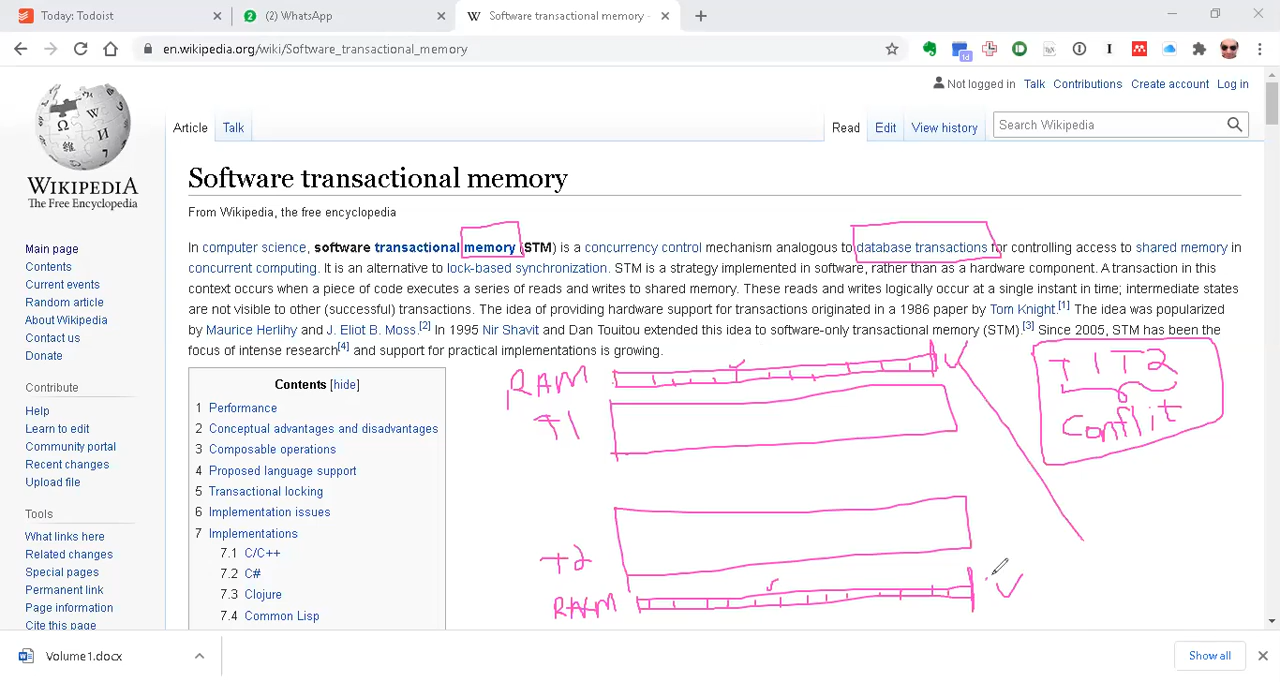 Today: Todoist
2 (2) WhatsApp
W Software transactional memory -
en.wikipedia.org/wiki/Software_transactional_memory
1d
Not logged in Talk Contributions Create account Log in
Article Talk
Read Edit View history
Search Wikipedia
WIKIPEDIA
The Free Encyclopedia
Main page
Contents
Current events
Random article
About Wikipedia
Contact us
Donate
Contribute
Help
Learn to edit
Community portal
Recent changes
Upload file
Tools
What links here
Related changes
Special pages
Permanent link
Page information
Cite this page
Software transactional memory
From Wikipedia, the free encyclopedia
In computer science, software transactional memory (STM) is a concurrency control mechanism analogous to database transactions for controlling access to shared memory in
concurrent computing. It is an alternative to lock-based synchronization. STM is a strategy implemented in software, rather than as a hardware component. A transaction in this
context occurs when a piece of code executes a series of reads and writes to shared memory. These reads and writes logically occur at a single instant in time; intermediate states
are not visible to other (successful) transactions. The idea of providing hardware support for transactions originated in a 1986 paper by Tom Knight.[1] The idea was popularized
by Maurice Herlihy and J. Eliot B. Moss.[2] In 1995 Nir Shavit and Dan Touitou extended this idea to software-only transactional memory (STM).[3] Since 2005, STM has been the
focus of intense research[4] and support for practical implementations is growing.
Contents [hide]
1 Performance
2 Conceptual advantages and disadvantages
3 Composable operations
4 Proposed language support
5 Transactional locking
6 Implementation issues
7 Implementations
7.1 C/C++
7.2 C#
7.3 Clojure
7.4 Common Lisp
RAM
T1
T2
RAM
T1 T2
Conflit
Volume1.docx
Show all